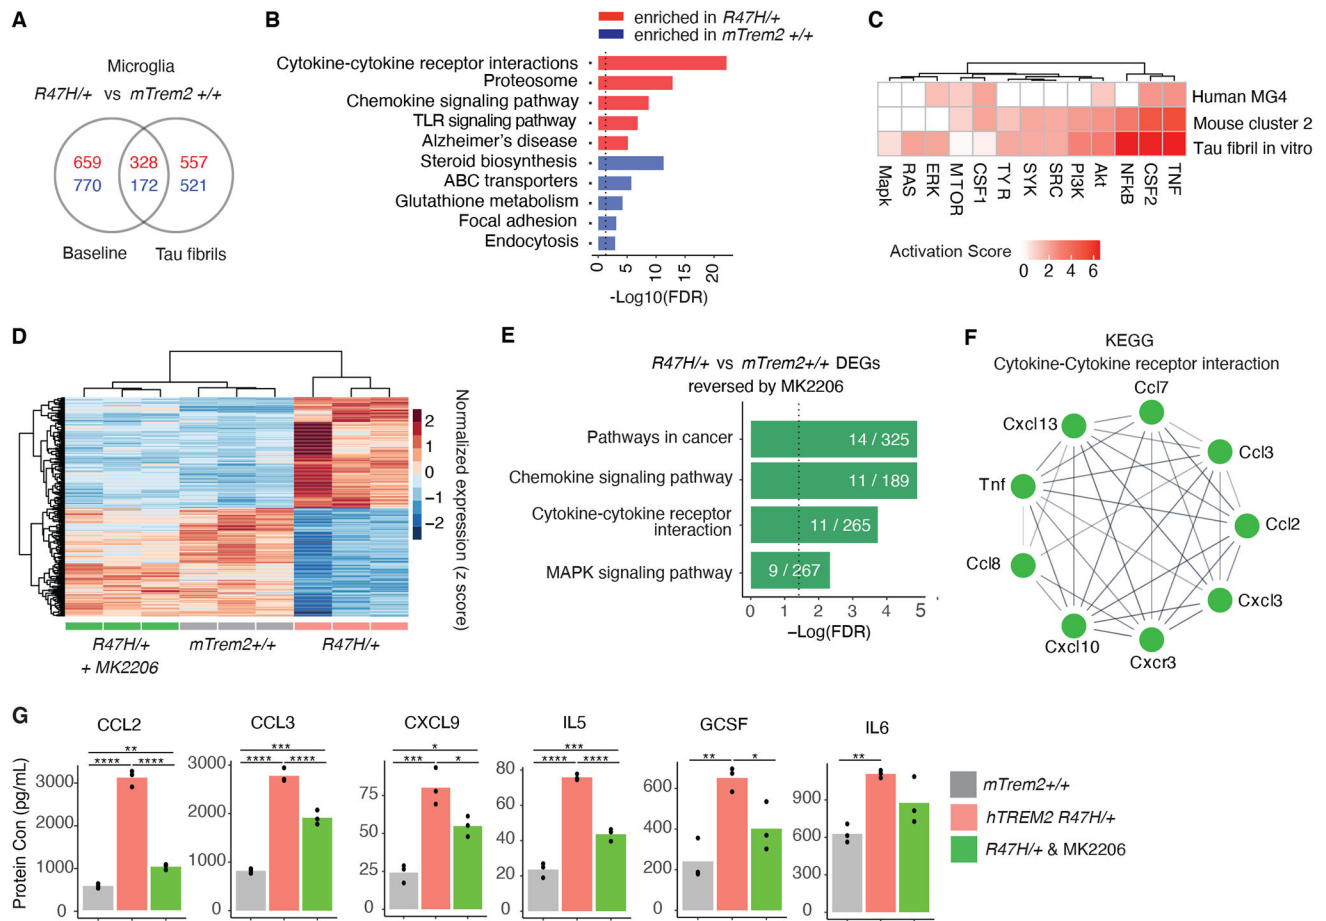 A
Microglia
R47H/+ vs mTrem2 +/+
659 328 557
770 172 521
Baseline Tau fibrils
B
enriched in R47H/+
enriched in mTrem2 +/+
Cytokine-cytokine receptor interactions
Proteosome
Chemokine signaling pathway
TLR signaling pathway
Alzheimer's disease
Steroid biosynthesis
ABC transporters
Glutathione metabolism
Focal adhesion
Endocytosis
0 5 10 15 20
-Log10(FDR)
C
Human MG4
Mouse cluster 2
Tau fibril in vitro
Mapk RAS ERK MTOR CSF1 TYR SYK SRC PI3K Akt NFkB CSF2 TNF
Activation Score
0 2 4 6
D
2
1
0
−1
−2
Normalized expression (z score)
R47H/+ mTrem2+/+ R47H/+
+ MK2206
E
R47H/+ vs mTrem2+/+ DEGs
reversed by MK2206
Pathways in cancer 14 / 325
Chemokine signaling pathway 11 / 189
Cytokine-cytokine receptor
interaction 11 / 265
MAPK signaling pathway 9 / 267
0 1 2 3 4 5
−Log(FDR)
F
KEGG
Cytokine-Cytokine receptor interaction
Ccl7
Cxcl13
Ccl3
Tnf
Ccl2
Ccl8
Cxcl3
Cxcl10
Cxcr3
G
Protein Con (pg/mL)
CCL2
** 
**** ****
3000
2000
1000
0
CCL3
***
**** ****
3000
2000
1000
0
CXCL9
*
*** *
75
50
25
0
IL5
***
**** ****
80
60
40
20
0
GCSF
** *
600
400
200
0
IL6
**
900
600
300
0
mTrem2+/+
hTREM2 R47H/+
R47H/+ & MK2206